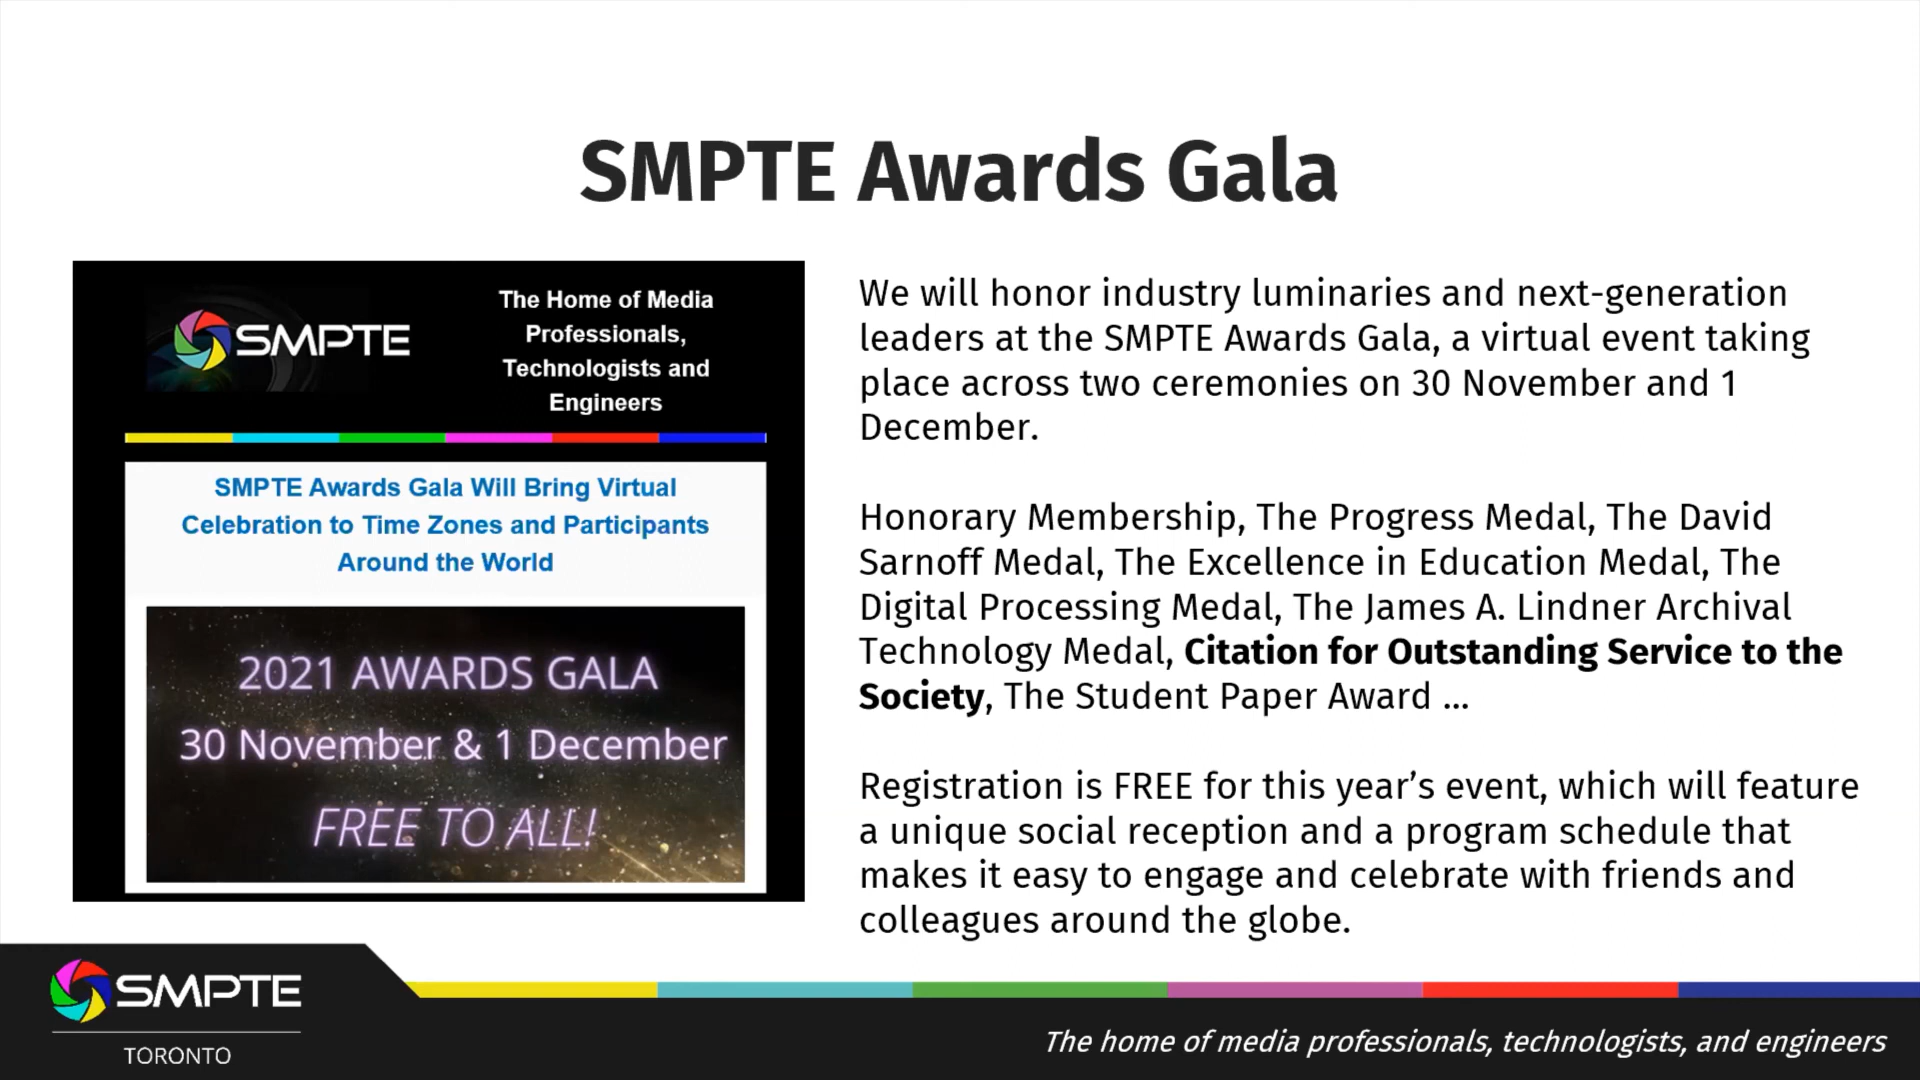 SMPTE Awards Gala
SMPTE
The Home of Media
Professionals,
Technologists and
Engineers
SMPTE Awards Gala Will Bring Virtual
Celebration to Time Zones and Participants
Around the World
2021 AWARDS GALA
30 November & 1 December
FREE TO ALL!
We will honor industry luminaries and next-generation
leaders at the SMPTE Awards Gala, a virtual event taking
place across two ceremonies on 30 November and 1
December.
Honorary Membership, The Progress Medal, The David
Sarnoff Medal, The Excellence in Education Medal, The
Digital Processing Medal, The James A. Lindner Archival
Technology Medal, Citation for Outstanding Service to the
Society, The Student Paper Award ...
Registration is FREE for this year’s event, which will feature
a unique social reception and a program schedule that
makes it easy to engage and celebrate with friends and
colleagues around the globe.
SMPTE
TORONTO
The home of media professionals, technologists, and engineers